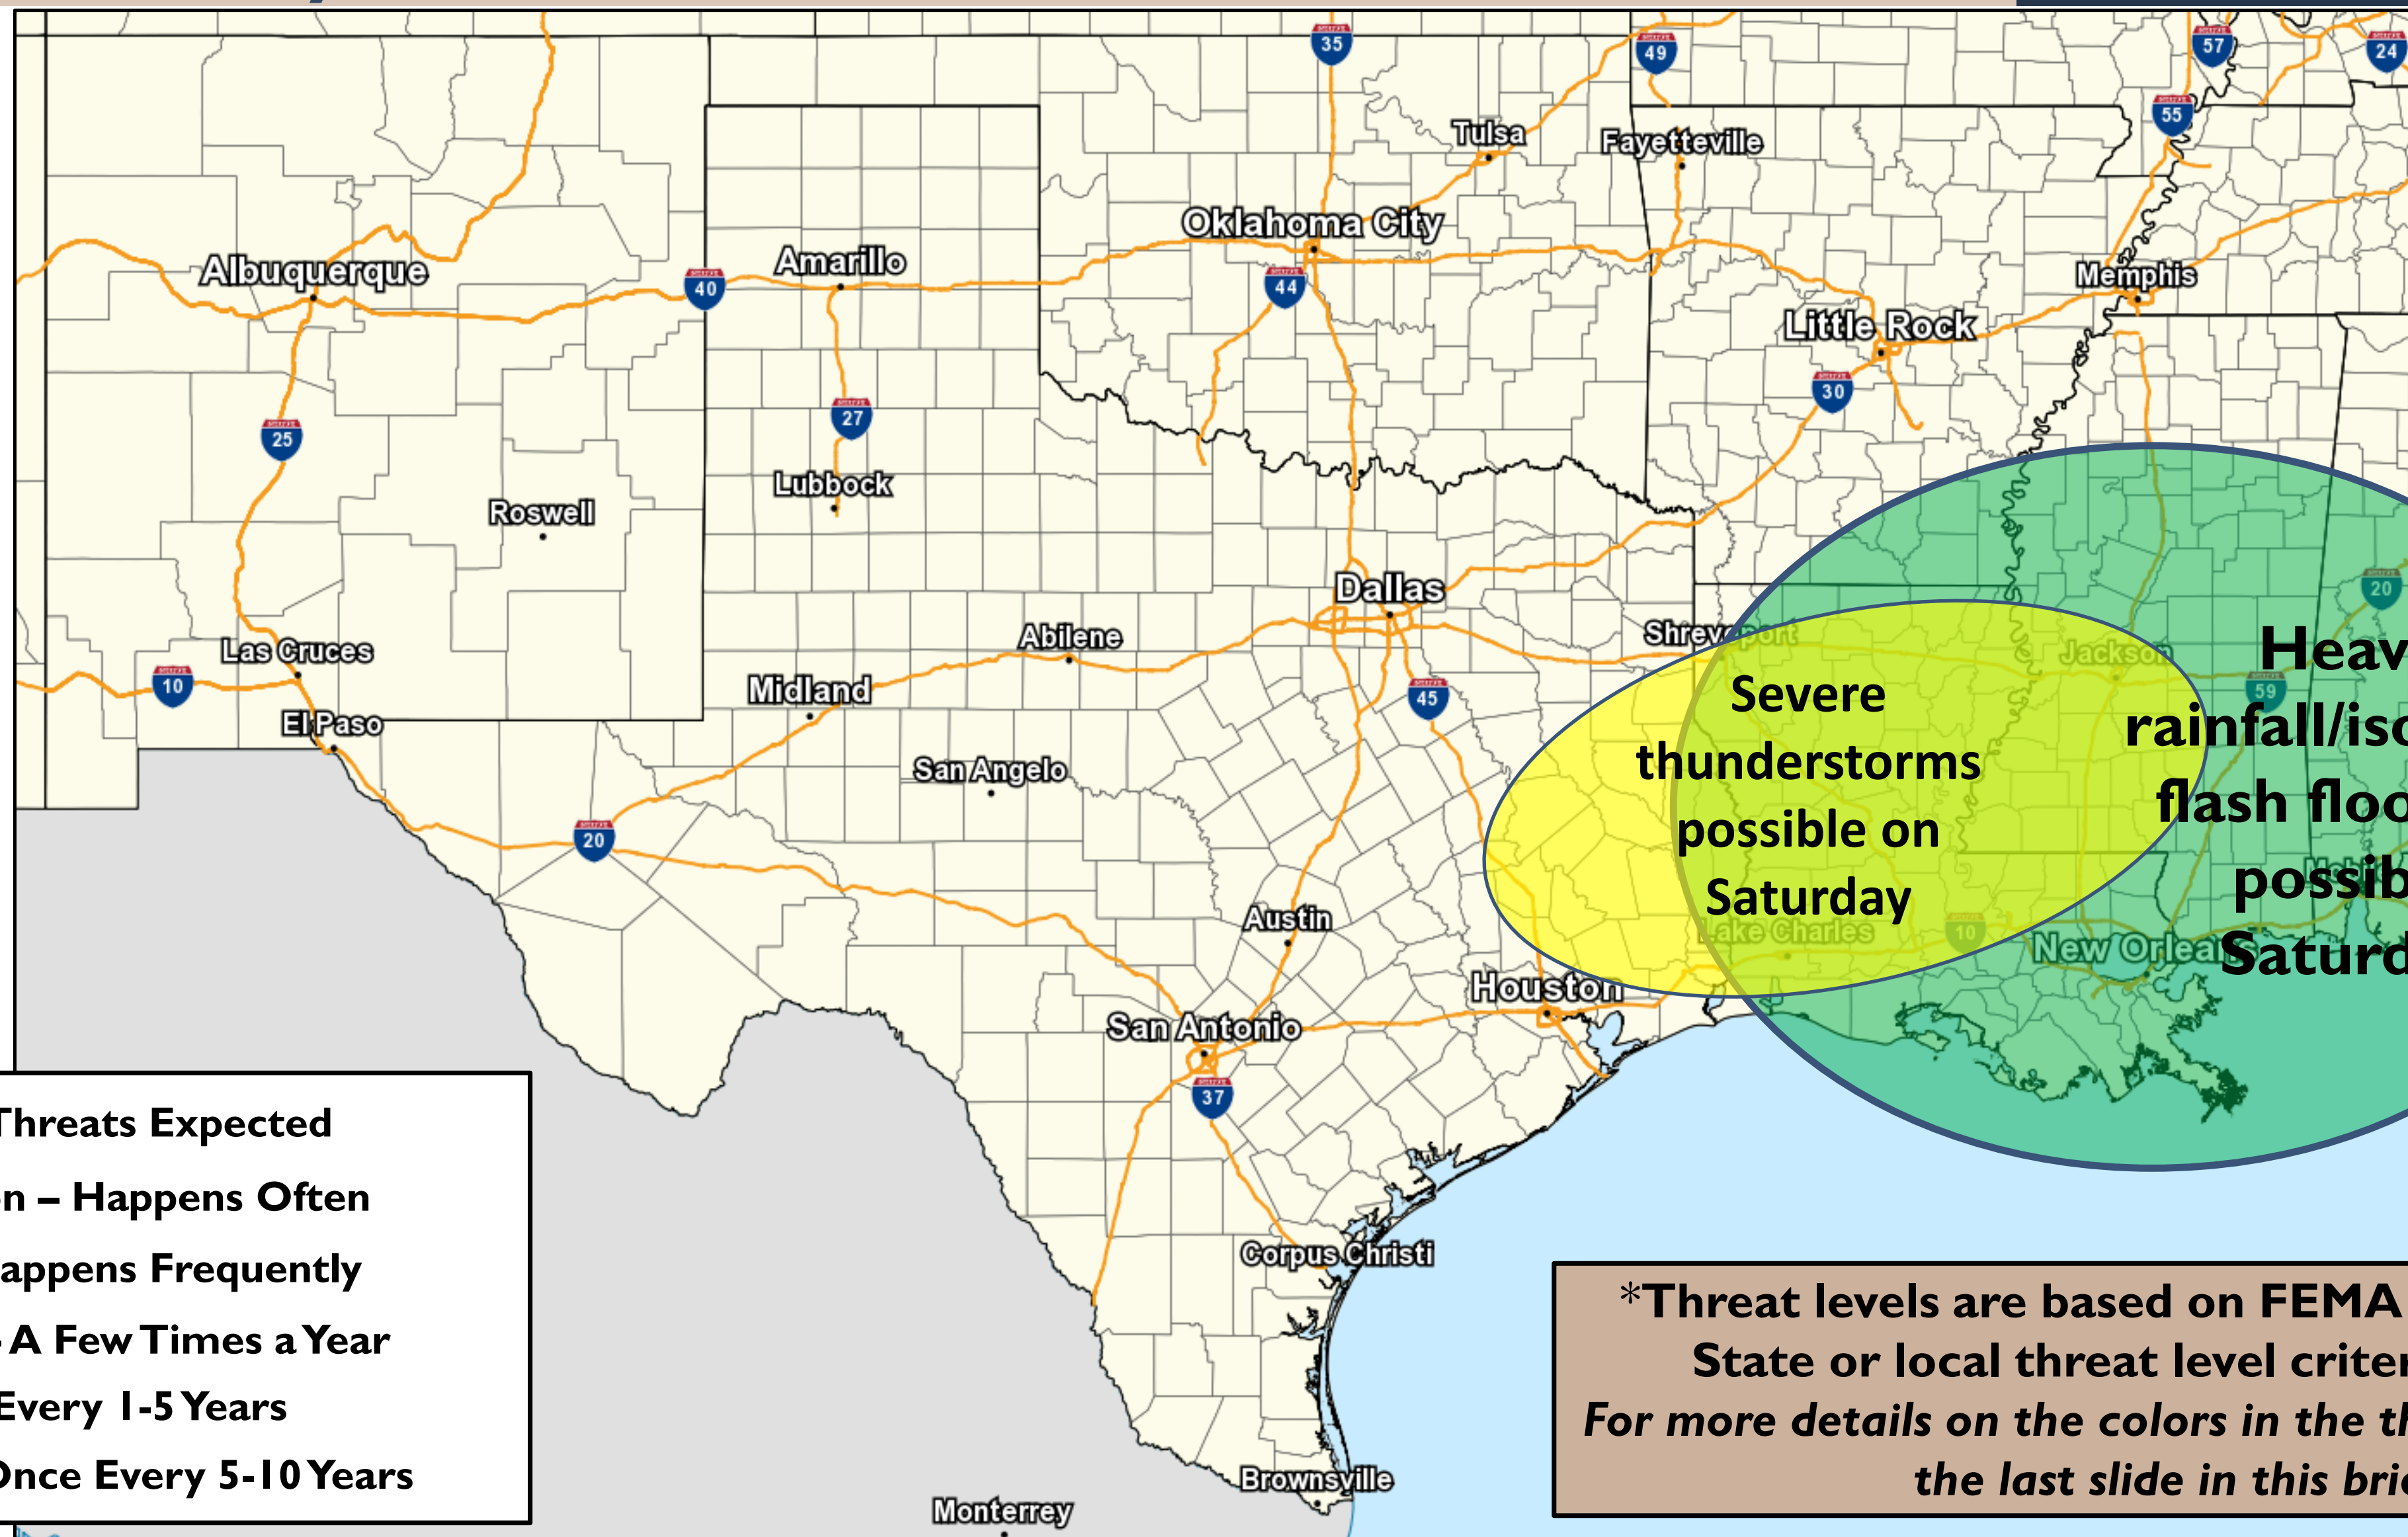 35
49
57
24
55
Tulsa
Fayetteville
Oklahoma City
Albuquerque
Amarillo
40
44
Memphis
Little Rock
30
25
27
Lubbock
Roswell
Dallas
20
Shreveport
Jackson
Abilene
Las Cruces
10
Midland
45
59
El Paso
San Angelo
20
Severe
thunderstorms
possible on
Saturday
Heav
rainfall/iso
flash floo
possib
Saturd
Austin
Lake Charles
10
New Orleans
Houston
San Antonio
37
Corpus Christi
Brownsville
Monterrey
Threats Expected
n – Happens Often
appens Frequently
- A Few Times a Year
Every 1-5 Years
Once Every 5-10 Years
*Threat levels are based on FEMA
State or local threat level criter
For more details on the colors in the th
the last slide in this brie